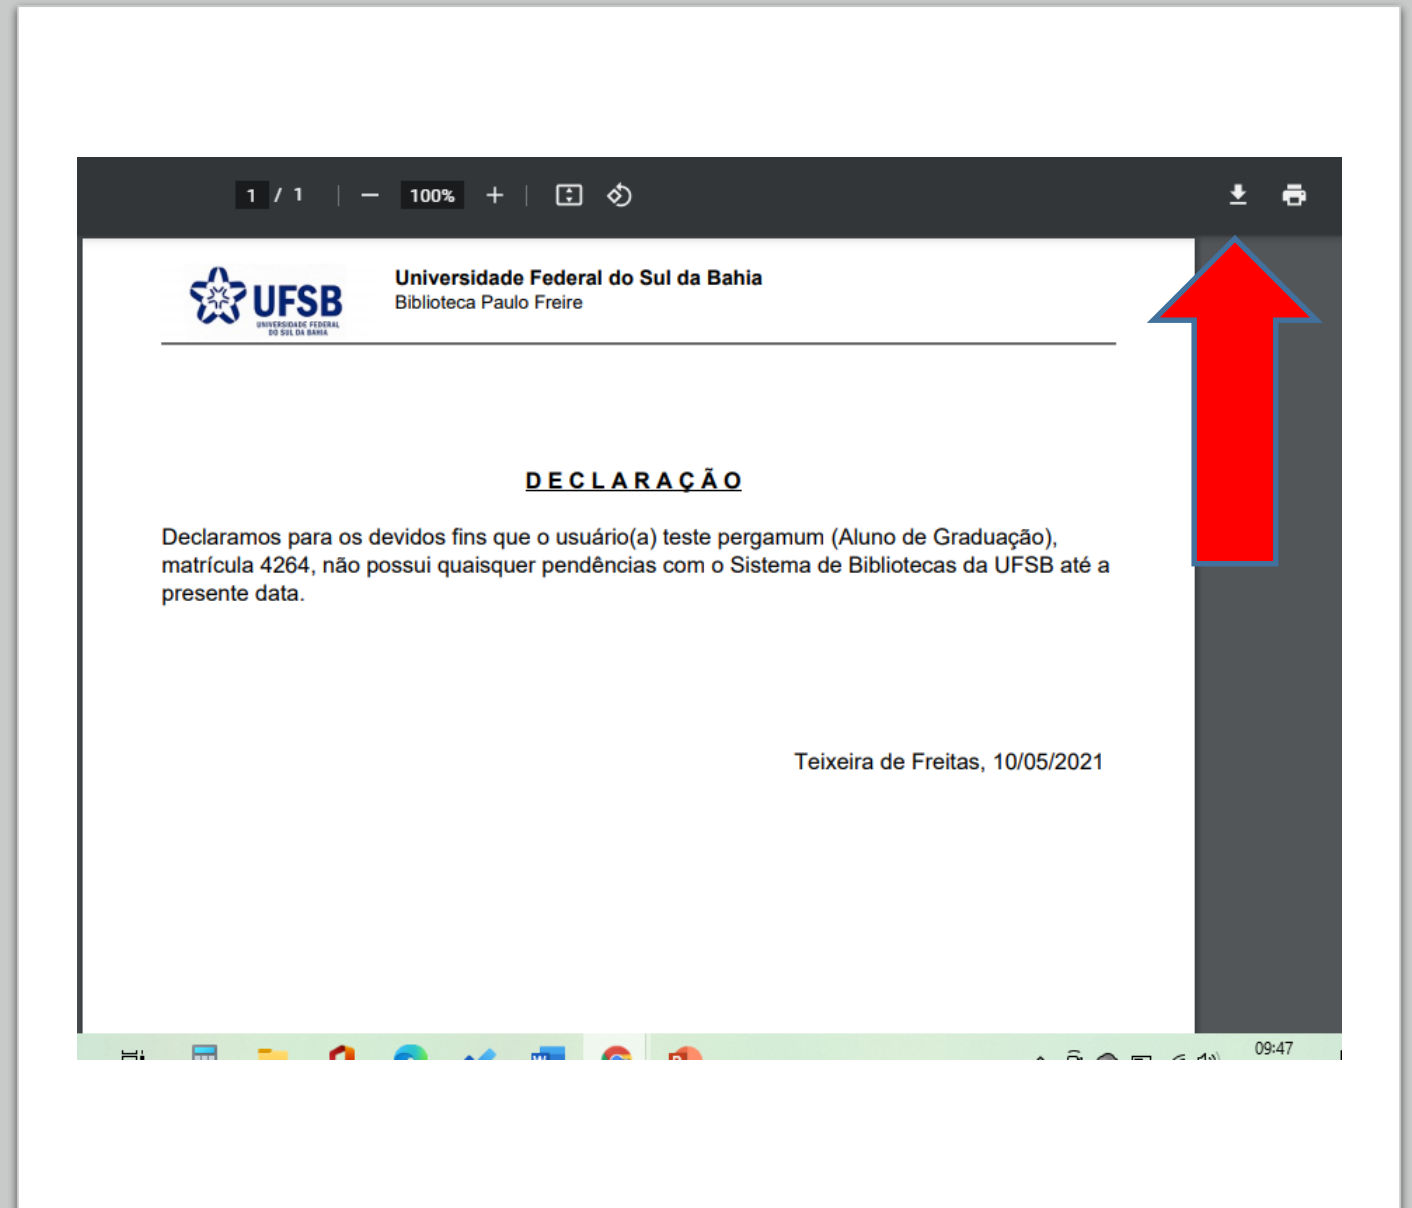 1 / 1 100%
UFSB
UNIVERSIDADE FEDERAL
DO SUL DA BAHIA
Universidade Federal do Sul da Bahia
Biblioteca Paulo Freire
DECLARAÇÃO
Declaramos para os devidos fins que o usuário(a) teste pergamum (Aluno de Graduação),
matrícula 4264, não possui quaisquer pendências com o Sistema de Bibliotecas da UFSB até a
presente data.
Teixeira de Freitas, 10/05/2021
09:47